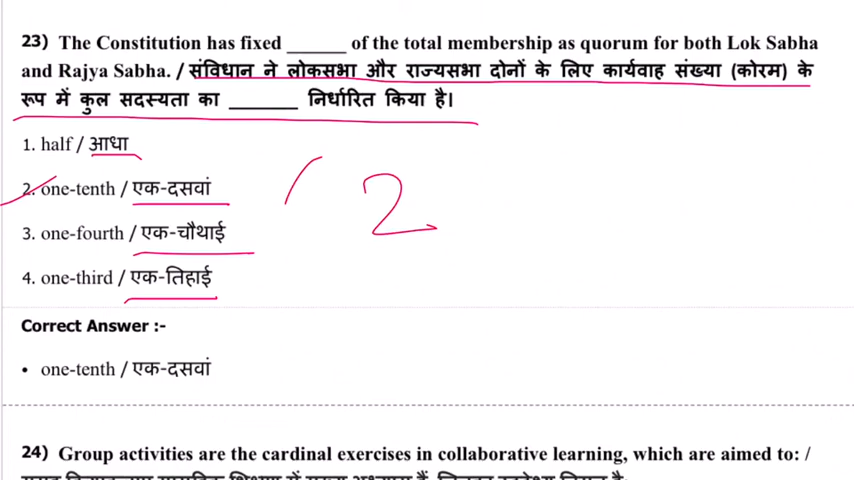 23) The Constitution has fixed ______ of the total membership as quorum for both Lok Sabha
and Rajya Sabha. / संविधान ने लोकसभा और राज्यसभा दोनों के लिए कार्यवाह संख्या (कोरम) के
रूप में कुल सदस्यता का _______ निर्धारित किया है।
1. half / आधा
2. one-tenth / एक-दसवां
2
3. one-fourth / एक-चौथाई
4. one-third / एक-तिहाई
Correct Answer :-
• one-tenth / एक-दसवां
24) Group activities are the cardinal exercises in collaborative learning, which are aimed to: /